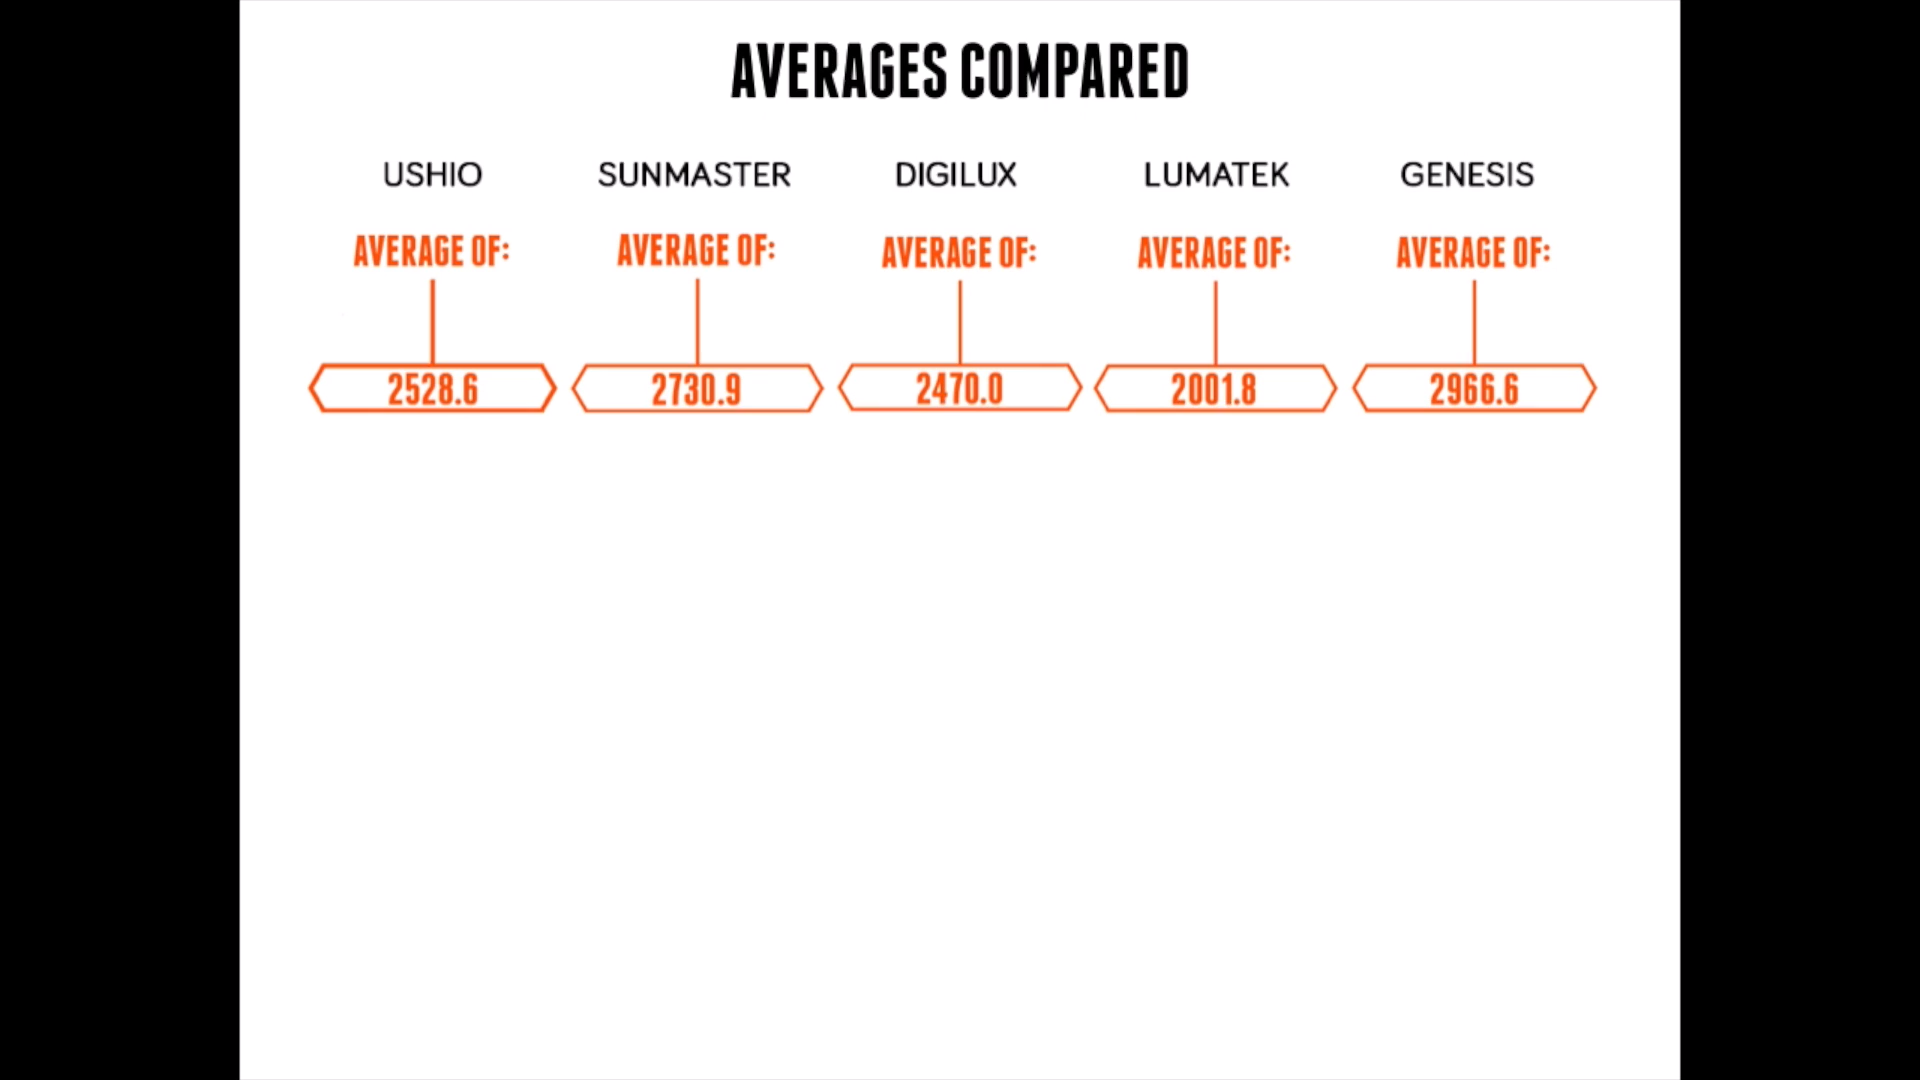 AVERAGES COMPARED
USHIO SUNMASTER DIGILUX LUMATEK GENESIS
AVERAGE OF: AVERAGE OF: AVERAGE OF: AVERAGE OF: AVERAGE OF:
2528.6 2730.9 2470.0 2001.8 2966.6